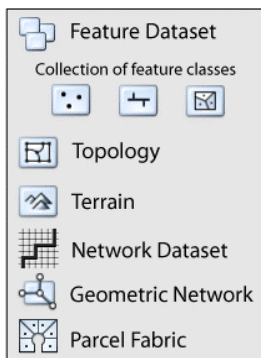 Feature Dataset
Collection of feature classes
Topology
Terrain
Network Dataset
Geometric Network
Parcel Fabric